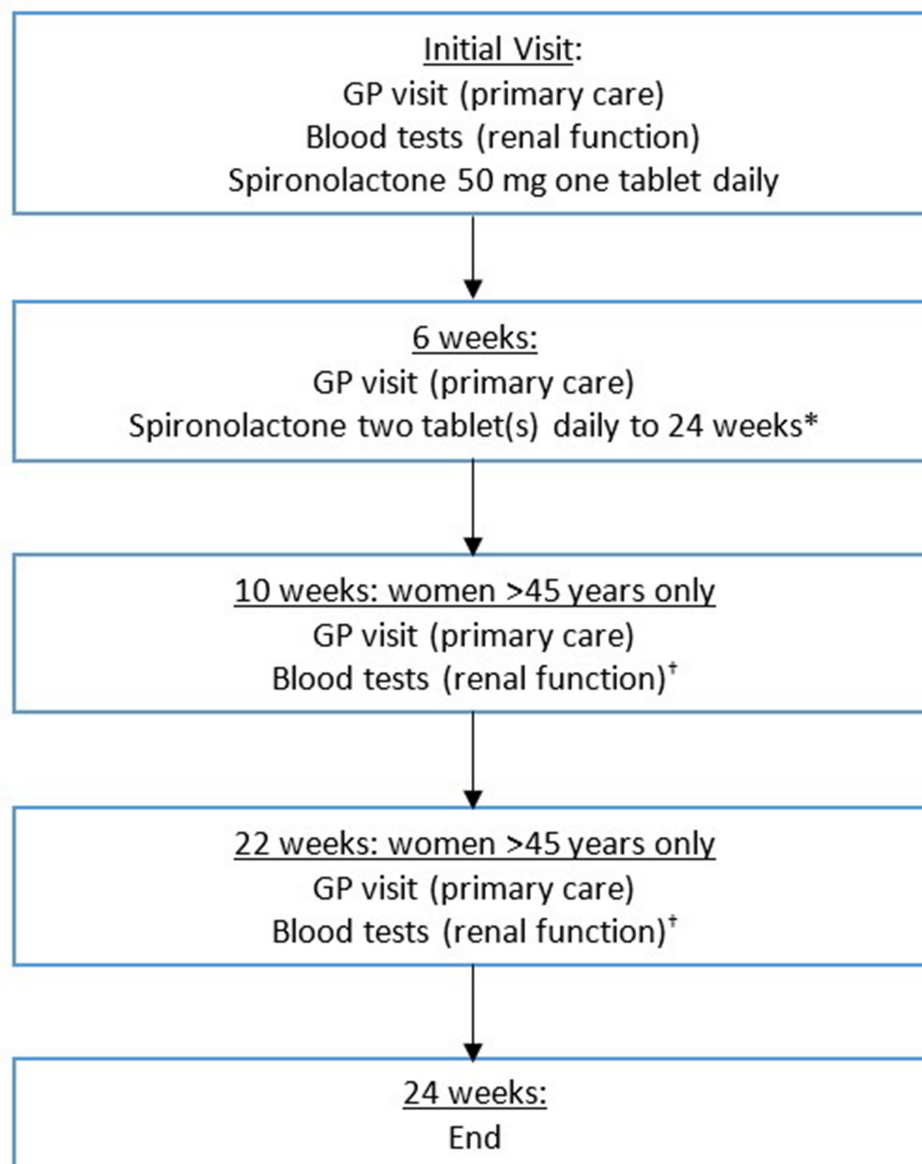 Initial Visit:
GP visit (primary care)
Blood tests (renal function)
Spironolactone 50 mg one tablet daily
6 weeks:
GP visit (primary care)
Spironolactone two tablet(s) daily to 24 weeks*
10 weeks: women >45 years only
GP visit (primary care)
Blood tests (renal function)†
22 weeks: women >45 years only
GP visit (primary care)
Blood tests (renal function)†
24 weeks:
End